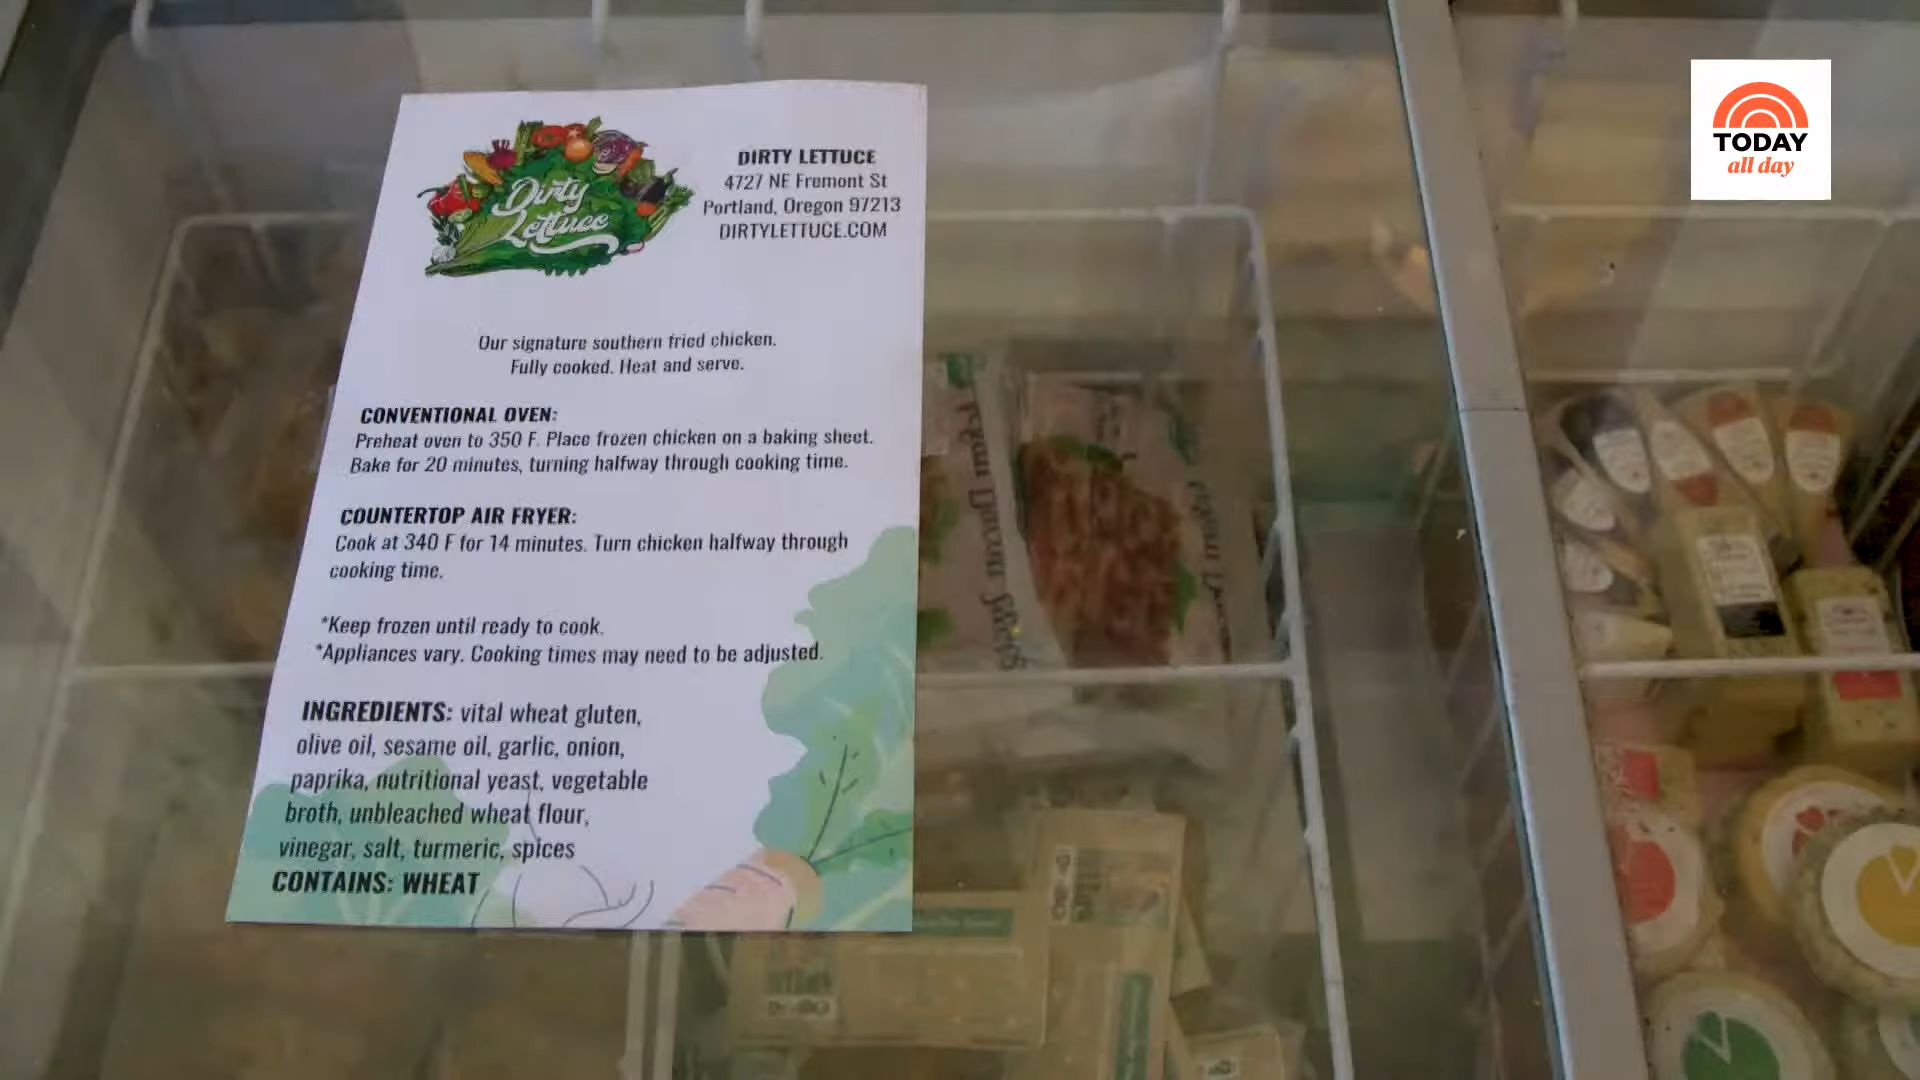 Dirty
Lettuce
DIRTY LETTUCE
4727 NE Fremont St
Portland, Oregon 97213
DIRTYLETTUCE.COM
Our signature southern fried chicken.
Fully cooked. Heat and serve.
CONVENTIONAL OVEN:
Preheat oven to 350 F. Place frozen chicken on a baking sheet.
Bake for 20 minutes, turning halfway through cooking time.
COUNTERTOP AIR FRYER:
Cook at 340 F for 14 minutes. Turn chicken halfway through
cooking time.
*Keep frozen until ready to cook.
*Appliances vary. Cooking times may need to be adjusted.
INGREDIENTS: vital wheat gluten,
olive oil, sesame oil, garlic, onion,
paprika, nutritional yeast, vegetable
broth, unbleached wheat flour,
vinegar, salt, turmeric, spices
CONTAINS: WHEAT
Vegan Bacon
TODAY
all day